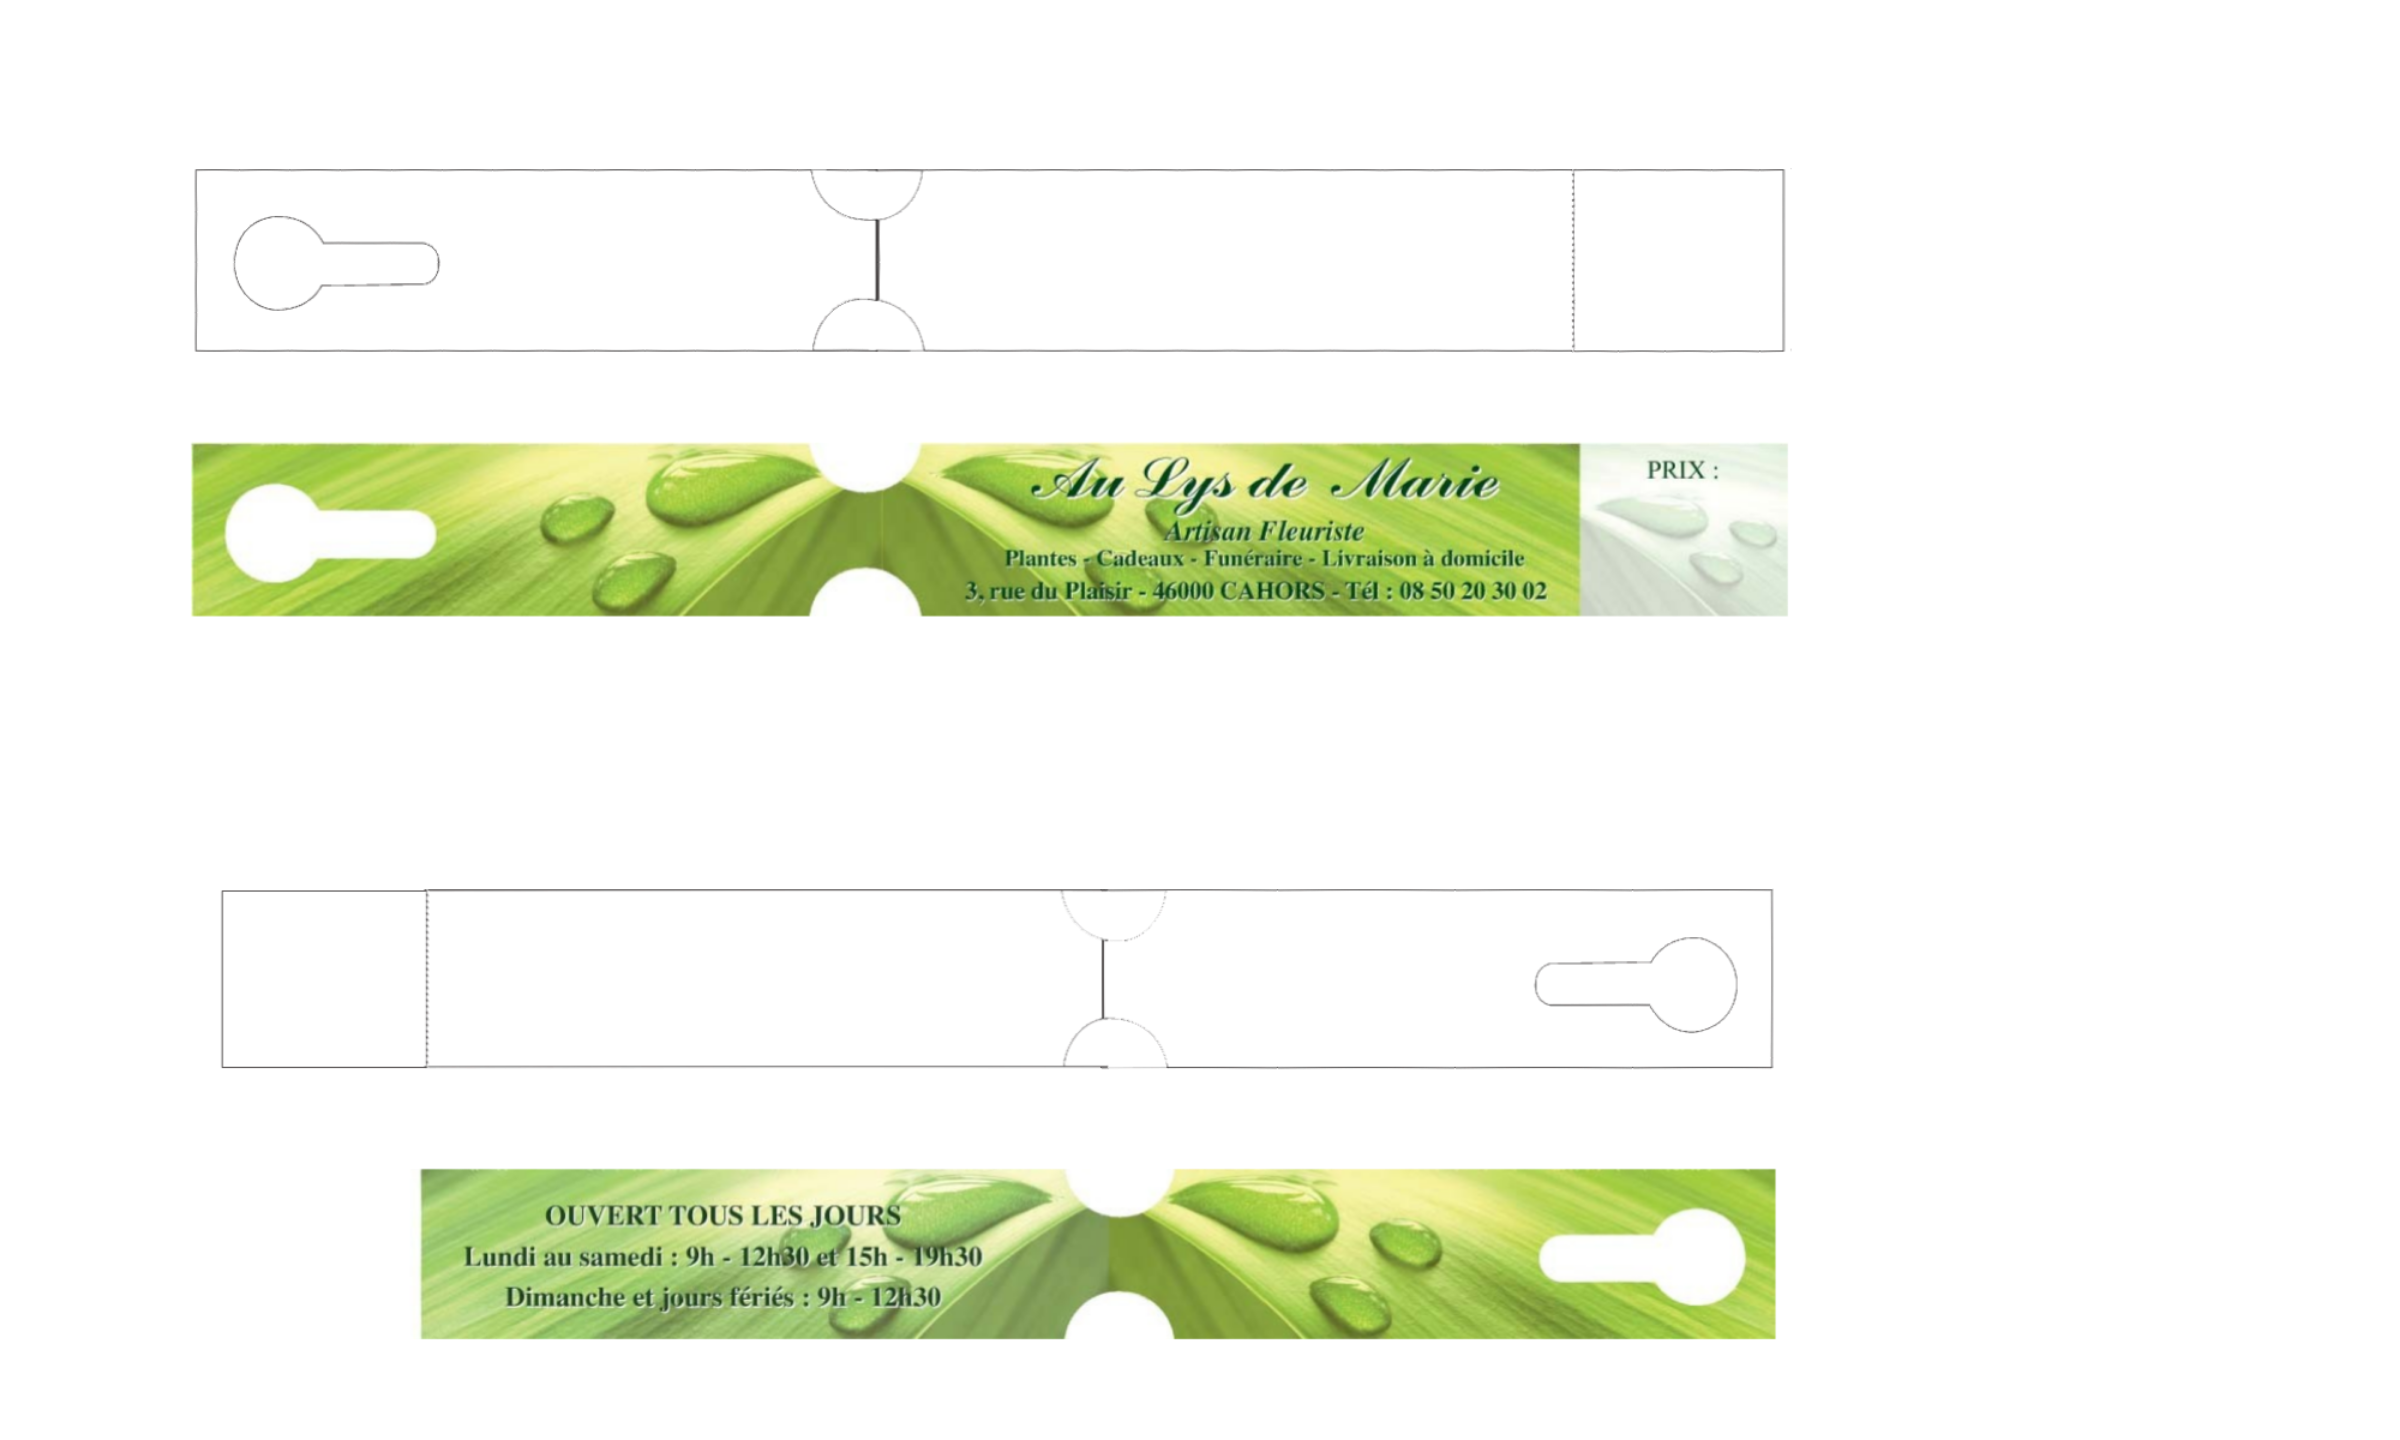 Au Lys de Marie
PRIX :
Artisan Fleuriste
Plantes - Cadeaux - Funéraire - Livraison à domicile
3, rue du Plaisir - 46000 CAHORS - Tél : 08 50 20 30 02
OUVERT TOUS LES JOURS
Lundi au samedi : 9h - 12h30 et 15h - 19h30
Dimanche et jours fériés : 9h - 12h30